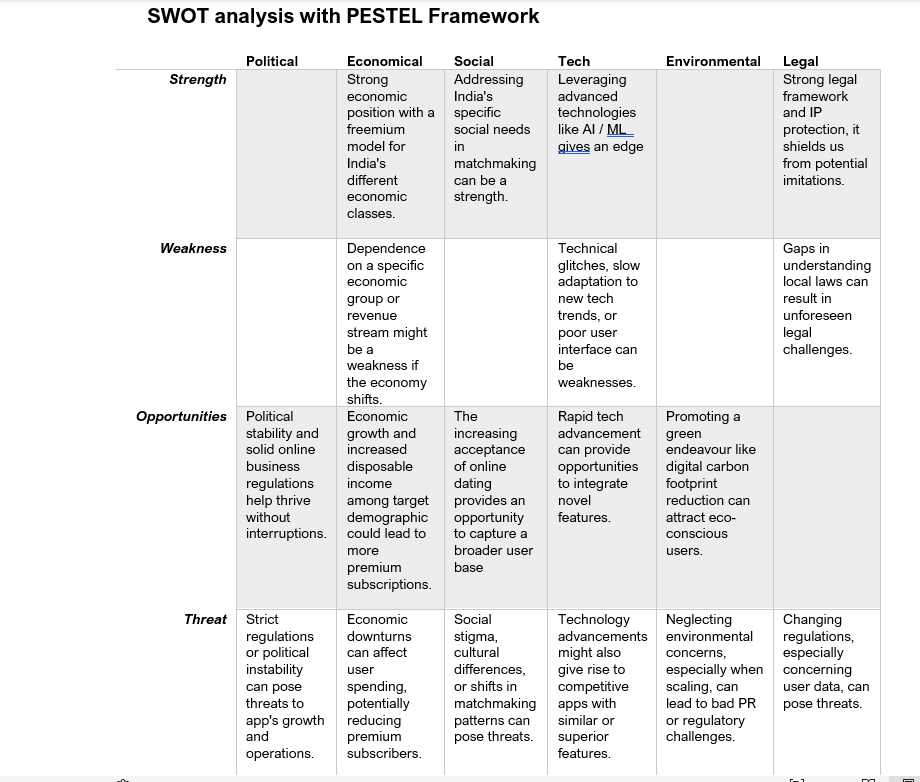 SWOT analysis with PESTEL Framework
Political Economical Social Tech Environmental Legal
Strength
Strong
economic
position with a
freemium
model for
India's
different
economic
classes.
Addressing
India's
specific
social needs
in
matchmaking
can be a
strength.
Leveraging
advanced
technologies
like AI / ML
gives an edge
Strong legal
framework
and IP
protection, it
shields us
from potential
imitations.
Weakness
Dependence
on a specific
economic
group or
revenue
stream might
be a
weakness if
the economy
shifts.
Technical
glitches, slow
adaptation to
new tech
trends, or
poor user
interface can
be
weaknesses.
Gaps in
understanding
local laws can
result in
unforeseen
legal
challenges.
Opportunities
Political
stability and
solid online
business
regulations
help thrive
without
interruptions.
Economic
growth and
increased
disposable
income
among target
demographic
could lead to
more
premium
subscriptions.
The
increasing
acceptance
of online
dating
provides an
opportunity
to capture a
broader user
base
Rapid tech
advancement
can provide
opportunities
to integrate
novel
features.
Promoting a
green
endeavour like
digital carbon
footprint
reduction can
attract eco-
conscious
users.
Threat
Strict
regulations
or political
instability
can pose
threats to
app's growth
and
operations.
Economic
downturns
can affect
user
spending,
potentially
reducing
premium
subscribers.
Social
stigma,
cultural
differences,
or shifts in
matchmaking
patterns can
pose threats.
Technology
advancements
might also
give rise to
competitive
apps with
similar or
superior
features.
Neglecting
environmental
concerns,
especially when
scaling, can
lead to bad PR
or regulatory
challenges.
Changing
regulations,
especially
concerning
user data, can
pose threats.